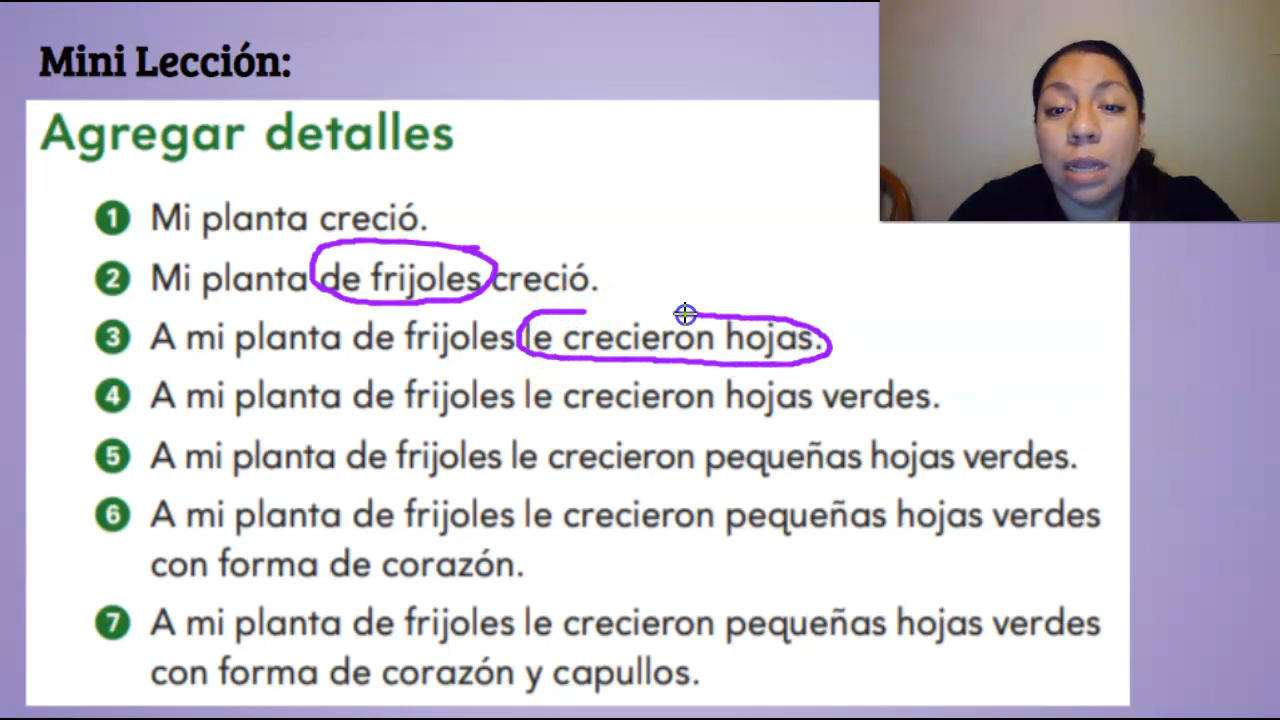 Mini Lección:
Agregar detalles
1 Mi planta creció.
2 Mi planta de frijoles creció.
3 A mi planta de frijoles le crecieron hojas.
4 A mi planta de frijoles le crecieron hojas verdes.
5 A mi planta de frijoles le crecieron pequeñas hojas verdes.
6 A mi planta de frijoles le crecieron pequeñas hojas verdes
con forma de corazón.
7 A mi planta de frijoles le crecieron pequeñas hojas verdes
con forma de corazón y capullos.